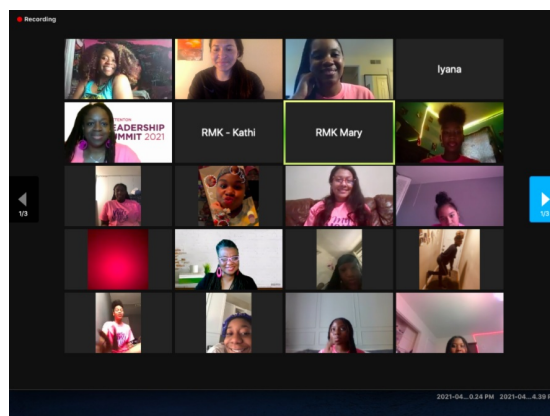 Recording
Iyana
LEADERSHIP
SUMMIT 2021
RMK - Kathi
RMK Mary
1/3
1/3
2021-04...0.24 PM 2021-04...4.39